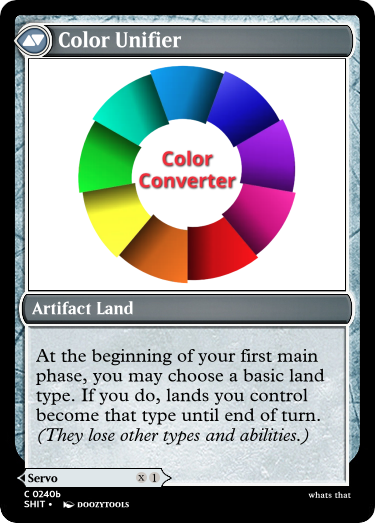 Color Unifier
Color
Converter
Artifact Land
At the beginning of your first main
phase, you may choose a basic land
type. If you do, lands you control
become that type until end of turn.
(They lose other types and abilities.)
Servo X 1
C 0240b
SHIT • DOOZYTOOLS
whats that